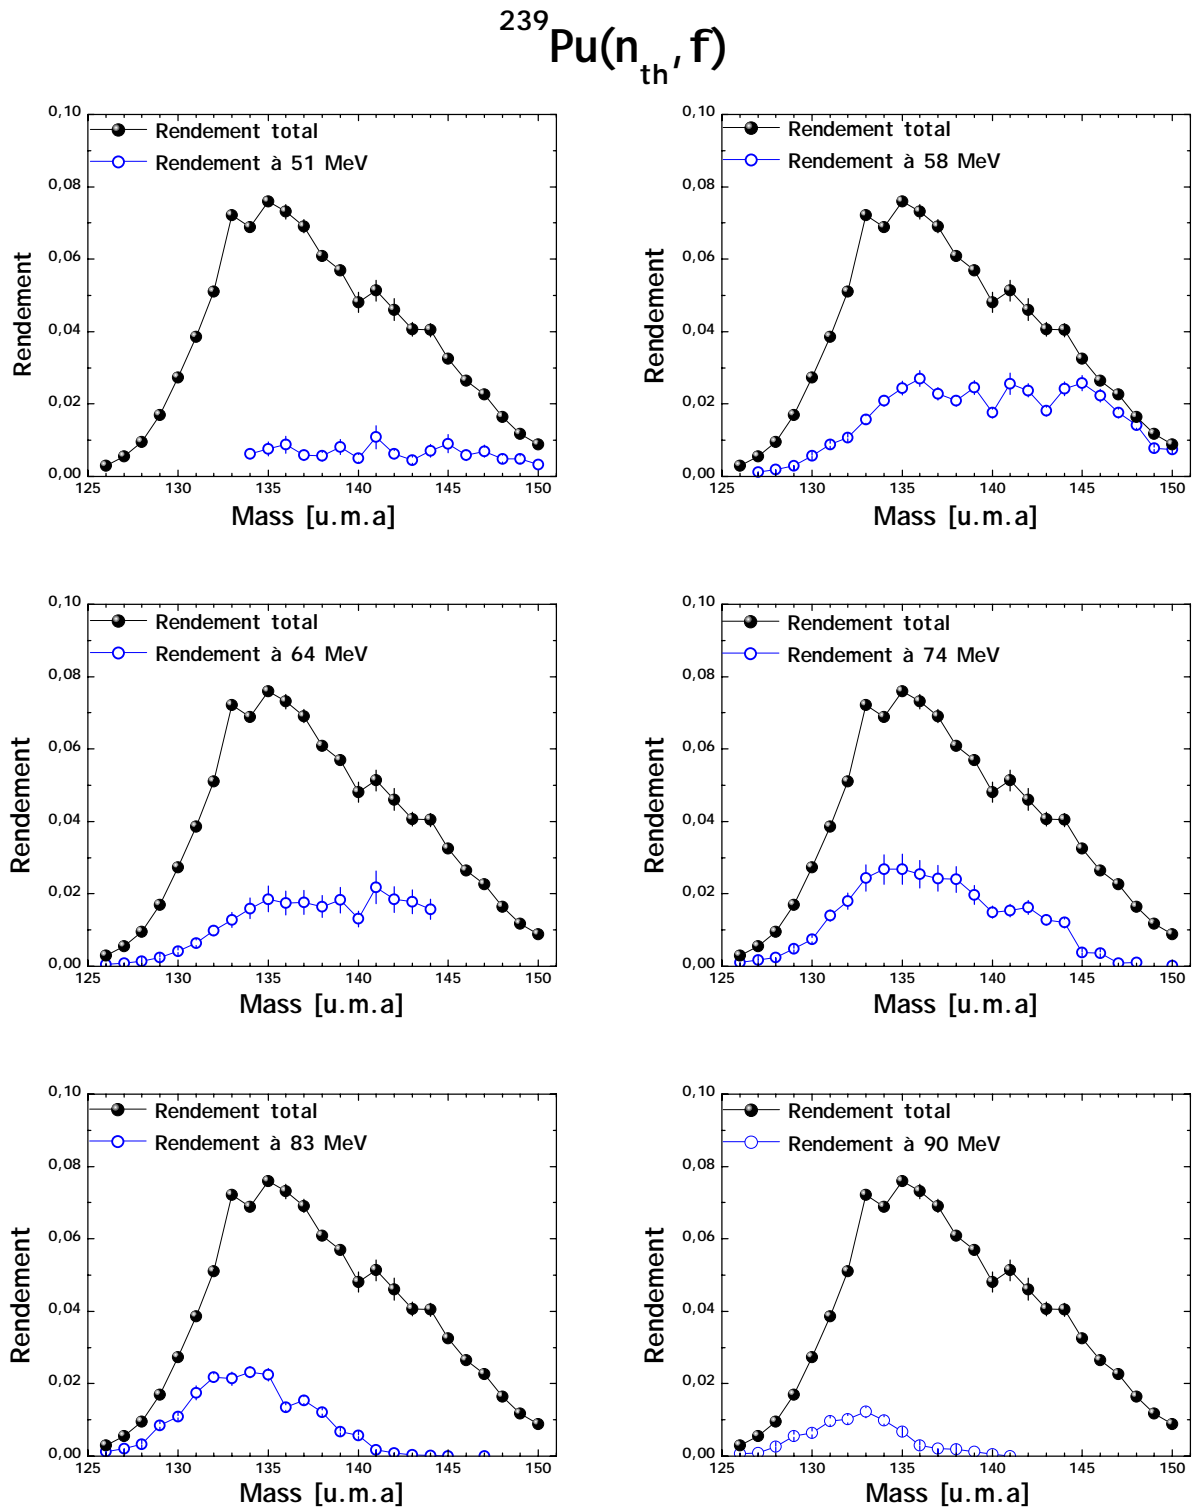 ²³⁹Pu(nₜₕ,f)
0,10
0,08
0,06
0,04
0,02
0,00
Rendement
Rendement total
Rendement à 51 MeV
125 130 135 140 145 150
Mass [u.m.a]
0,10
0,08
0,06
0,04
0,02
0,00
Rendement
Rendement total
Rendement à 58 MeV
125 130 135 140 145 150
Mass [u.m.a]
0,10
0,08
0,06
0,04
0,02
0,00
Rendement
Rendement total
Rendement à 64 MeV
125 130 135 140 145 150
Mass [u.m.a]
0,10
0,08
0,06
0,04
0,02
0,00
Rendement
Rendement total
Rendement à 74 MeV
125 130 135 140 145 150
Mass [u.m.a]
0,10
0,08
0,06
0,04
0,02
0,00
Rendement
Rendement total
Rendement à 83 MeV
125 130 135 140 145 150
Mass [u.m.a]
0,10
0,08
0,06
0,04
0,02
0,00
Rendement
Rendement total
Rendement à 90 MeV
125 130 135 140 145 150
Mass [u.m.a]